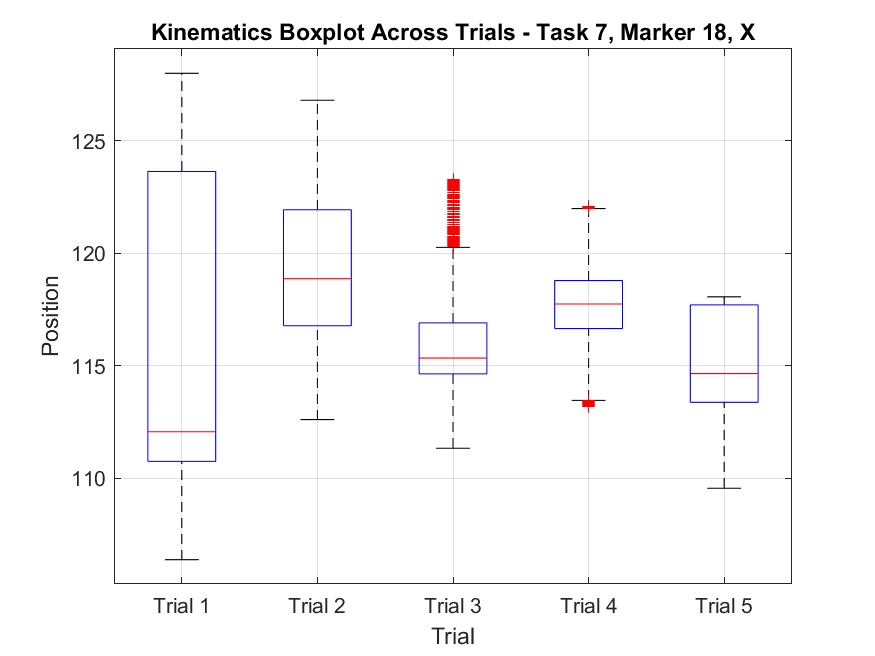 Kinematics Boxplot Across Trials - Task 7, Marker 18, X
125
120
115
110
Position
Trial 1 Trial 2 Trial 3 Trial 4 Trial 5
Trial